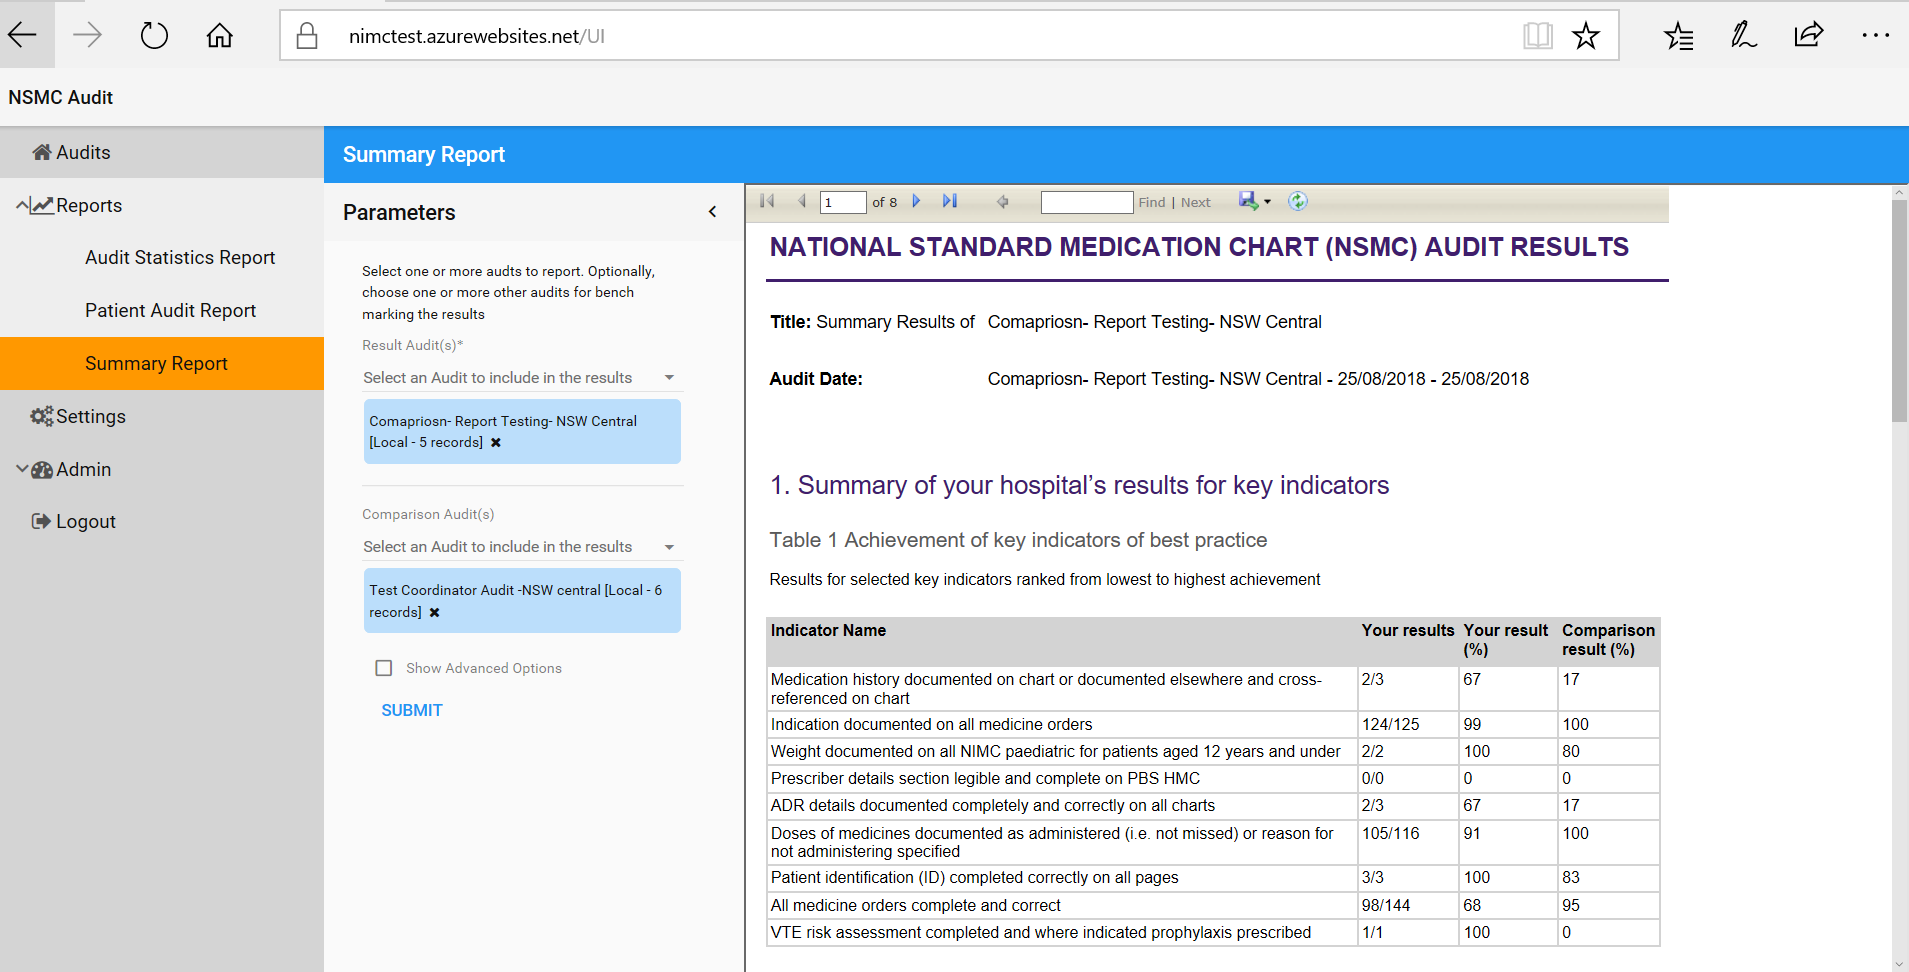 nimctest.azurewebsites.net/UI
NSMC Audit
Audits
Reports
Audit Statistics Report
Patient Audit Report
Summary Report
Settings
Admin
Logout
Summary Report
Parameters
Select one or more audts to report. Optionally,
choose one or more other audits for bench
marking the results
Result Audit(s)*
Select an Audit to include in the results
Comapriosn- Report Testing- NSW Central
[Local - 5 records] ✖
Comparison Audit(s)
Select an Audit to include in the results
Test Coordinator Audit -NSW central [Local - 6
records] ✖
Show Advanced Options
SUBMIT
1 of 8 Find | Next
NATIONAL STANDARD MEDICATION CHART (NSMC) AUDIT RESULTS
Title: Summary Results of Comapriosn- Report Testing- NSW Central
Audit Date: Comapriosn- Report Testing- NSW Central - 25/08/2018 - 25/08/2018
1. Summary of your hospital’s results for key indicators
Table 1 Achievement of key indicators of best practice
Results for selected key indicators ranked from lowest to highest achievement
Indicator Name Your results Your result Comparison
(%) result (%)
Medication history documented on chart or documented elsewhere and cross- 2/3 67 17
referenced on chart
Indication documented on all medicine orders 124/125 99 100
Weight documented on all NIMC paediatric for patients aged 12 years and under 2/2 100 80
Prescriber details section legible and complete on PBS HMC 0/0 0 0
ADR details documented completely and correctly on all charts 2/3 67 17
Doses of medicines documented as administered (i.e. not missed) or reason for 105/116 91 100
not administering specified
Patient identification (ID) completed correctly on all pages 3/3 100 83
All medicine orders complete and correct 98/144 68 95
VTE risk assessment completed and where indicated prophylaxis prescribed 1/1 100 0